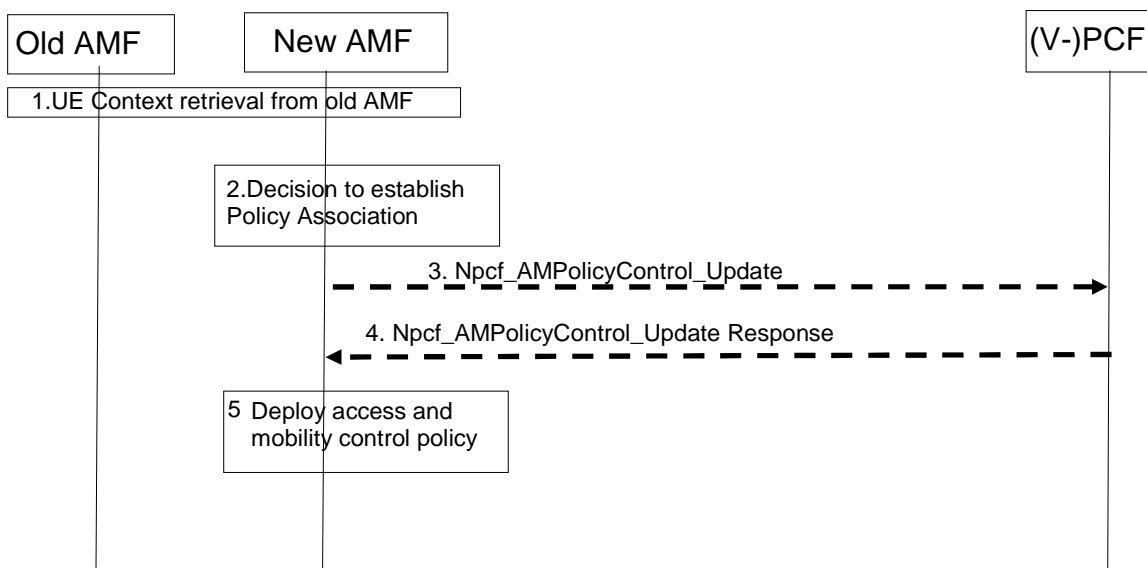 Old AMF
New AMF
(V-)PCF
1.UE Context retrieval from old AMF
2.Decision to establish
Policy Association
3. Npcf_AMPolicyControl_Update
4. Npcf_AMPolicyControl_Update Response
5 Deploy access and
mobility control policy